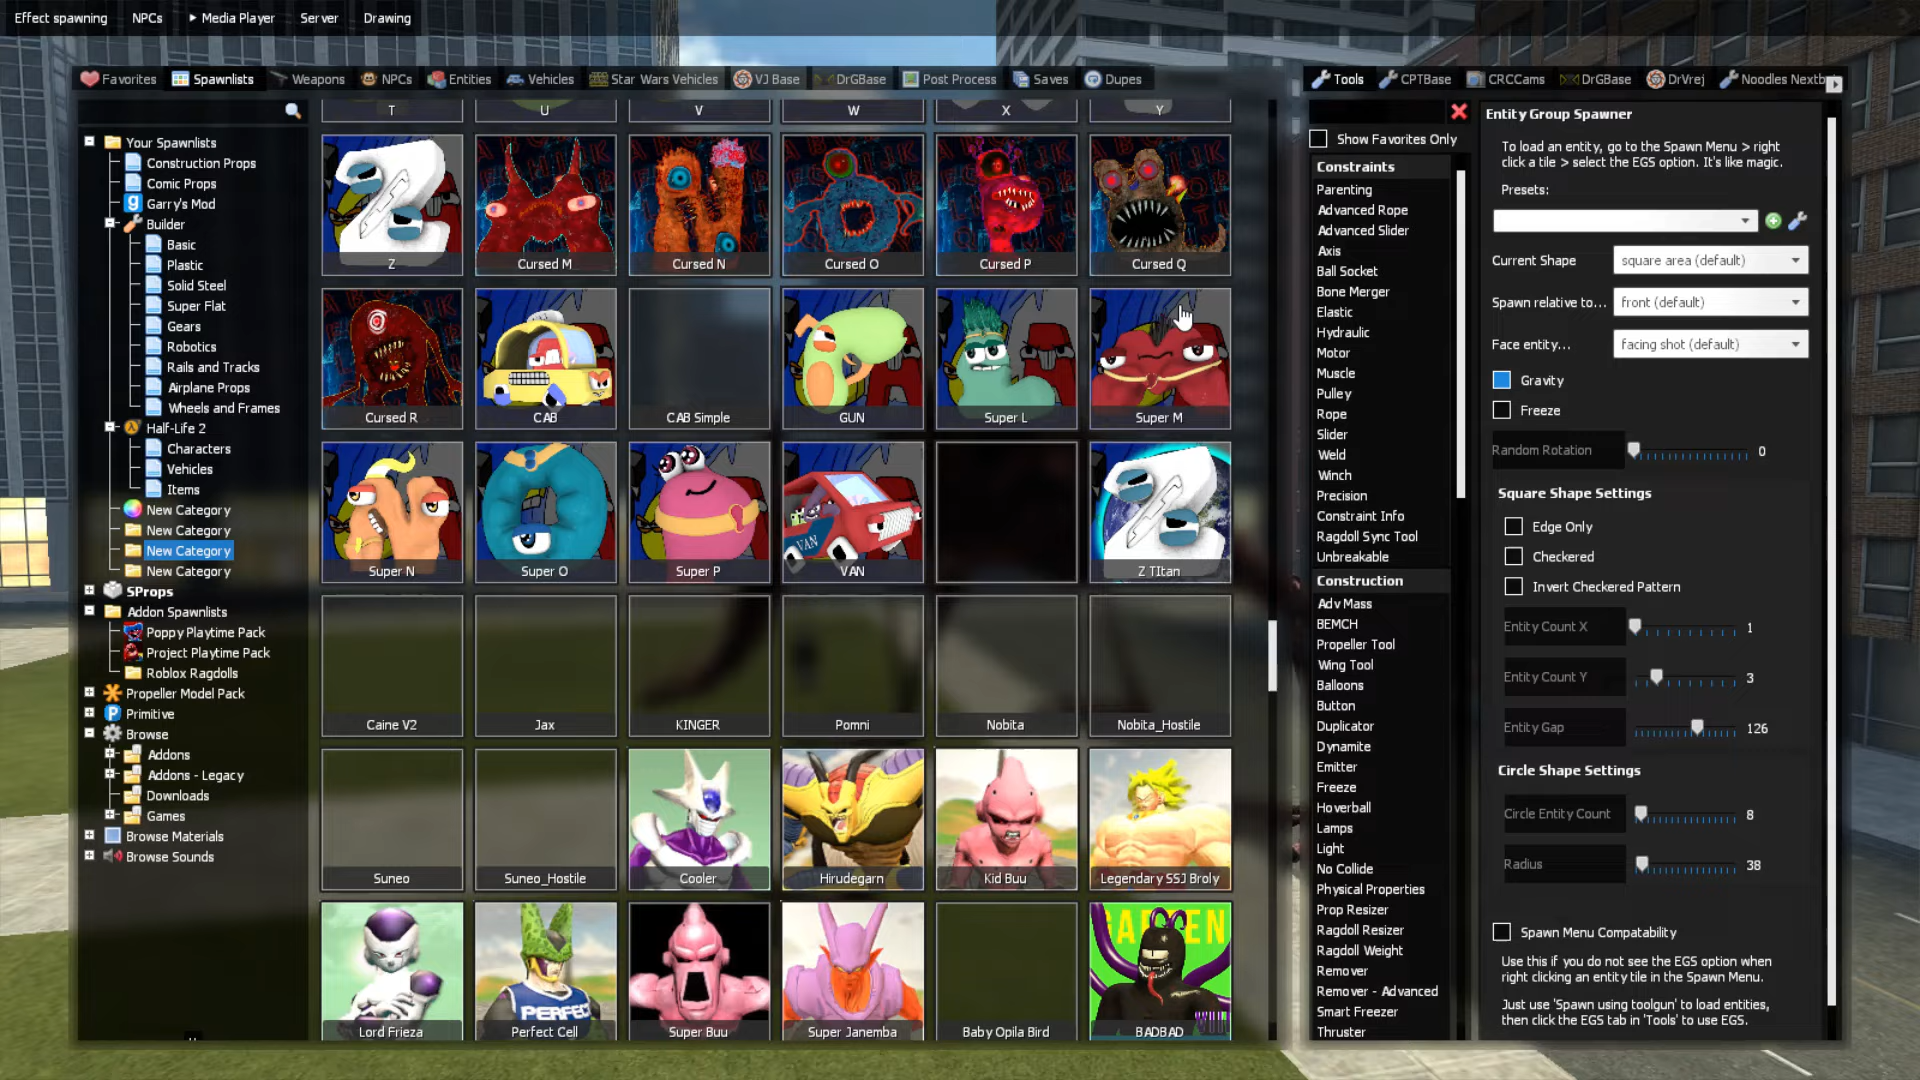 Effect spawning
NPCs
Media Player
Server
Drawing
Favorites
Spawnlists
Weapons
NPCs
Entities
Vehicles
Star Wars Vehicles
VJ Base
DrGBase
Post Process
Saves
Dupes
Tools
CPTBase
CRCCams
DrGBase
DrVrej
Noodles Nextb
Your Spawnlists
Construction Props
Comic Props
Garry's Mod
Builder
Basic
Plastic
Solid Steel
Super Flat
Gears
Robotics
Rails and Tracks
Airplane Props
Wheels and Frames
Half-Life 2
Characters
Vehicles
Items
New Category
New Category
New Category
New Category
SProps
Addon Spawnlists
Poppy Playtime Pack
Project Playtime Pack
Roblox Ragdolls
Propeller Model Pack
Primitive
Browse
Addons
Addons - Legacy
Downloads
Games
Browse Materials
Browse Sounds
T
U
V
W
X
Y
Z
Cursed M
Cursed N
Cursed O
Cursed P
Cursed Q
Cursed R
CAB
CAB Simple
GUN
Super L
Super M
Super N
Super O
Super P
VAN
VAN
Z TItan
Caine V2
Jax
KINGER
Pomni
Nobita
Nobita_Hostile
Suneo
Suneo_Hostile
Cooler
Hirudegarn
Kid Buu
Legendary SSJ Broly
PERFEC
GARTEN
Lord Frieza
Perfect Cell
Super Buu
Super Janemba
Baby Opila Bird
BADBAD
Show Favorites Only
Constraints
Parenting
Advanced Rope
Advanced Slider
Axis
Ball Socket
Bone Merger
Elastic
Hydraulic
Motor
Muscle
Pulley
Rope
Slider
Weld
Winch
Precision
Constraint Info
Ragdoll Sync Tool
Unbreakable
Construction
Adv Mass
BEMCH
Propeller Tool
Wing Tool
Balloons
Button
Duplicator
Dynamite
Emitter
Freeze
Hoverball
Lamps
Light
No Collide
Physical Properties
Prop Resizer
Ragdoll Resizer
Ragdoll Weight
Remover
Remover - Advanced
Smart Freezer
Thruster
Entity Group Spawner
To load an entity, go to the Spawn Menu > right
click a tile > select the EGS option. It's like magic.
Presets:
Current Shape
square area (default)
Spawn relative to...
front (default)
Face entity...
facing shot (default)
Gravity
Freeze
Random Rotation
0
Square Shape Settings
Edge Only
Checkered
Invert Checkered Pattern
Entity Count X
1
Entity Count Y
3
Entity Gap
126
Circle Shape Settings
Circle Entity Count
8
Radius
38
Spawn Menu Compatability
Use this if you do not see the EGS option when
right clicking an entity tile in the Spawn Menu.
Just use 'Spawn using toolgun' to load entities,
then click the EGS tab in 'Tools' to use EGS.